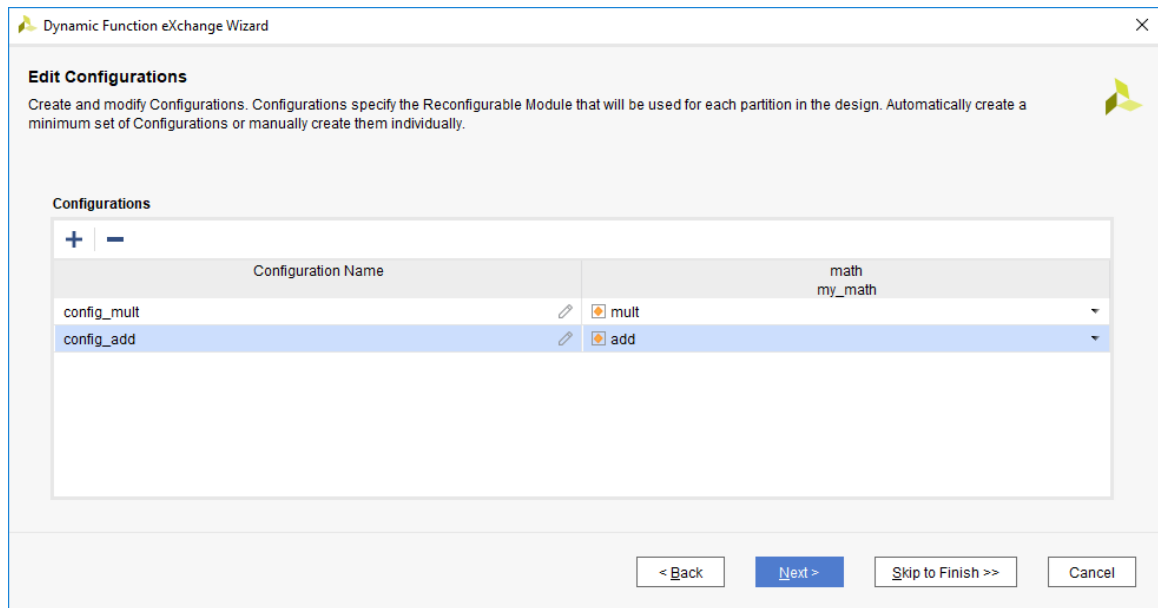 Dynamic Function eXchange Wizard
Edit Configurations
Create and modify Configurations. Configurations specify the Reconfigurable Module that will be used for each partition in the design. Automatically create a
minimum set of Configurations or manually create them individually.
Configurations
Configuration Name
math
my_math
config_mult
mult
config_add
add
< Back
Next >
Skip to Finish >>
Cancel